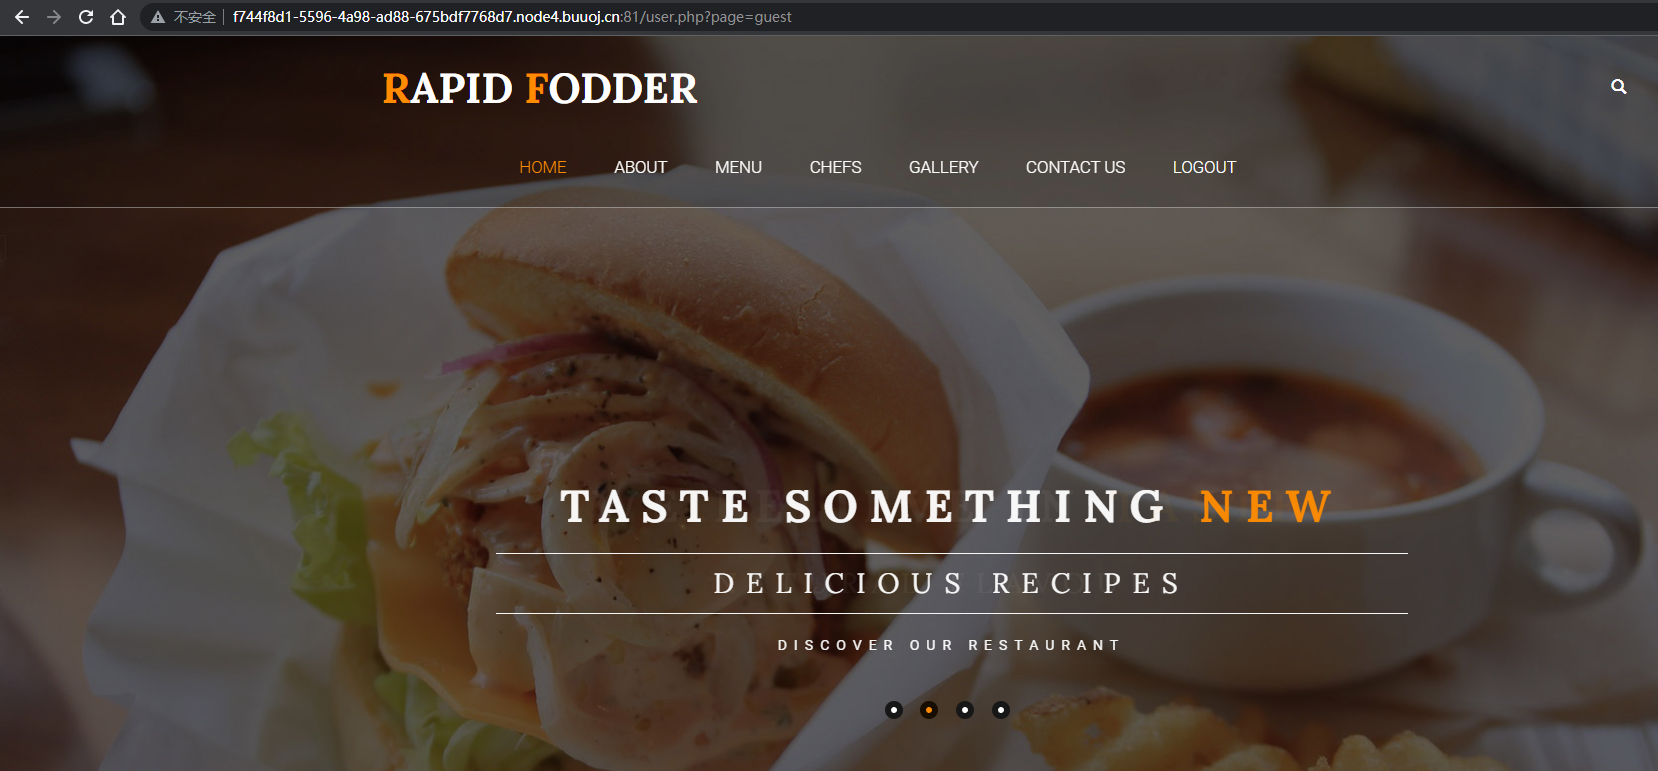 不安全 f744f8d1-5596-4a98-ad88-675bdf7768d7.node4.buuoj.cn:81/user.php?page=guest
RAPID FODDER
HOME ABOUT MENU CHEFS GALLERY CONTACT US LOGOUT
TASTE SOMETHING NEW
DELICIOUS RECIPES
DISCOVER OUR RESTAURANT